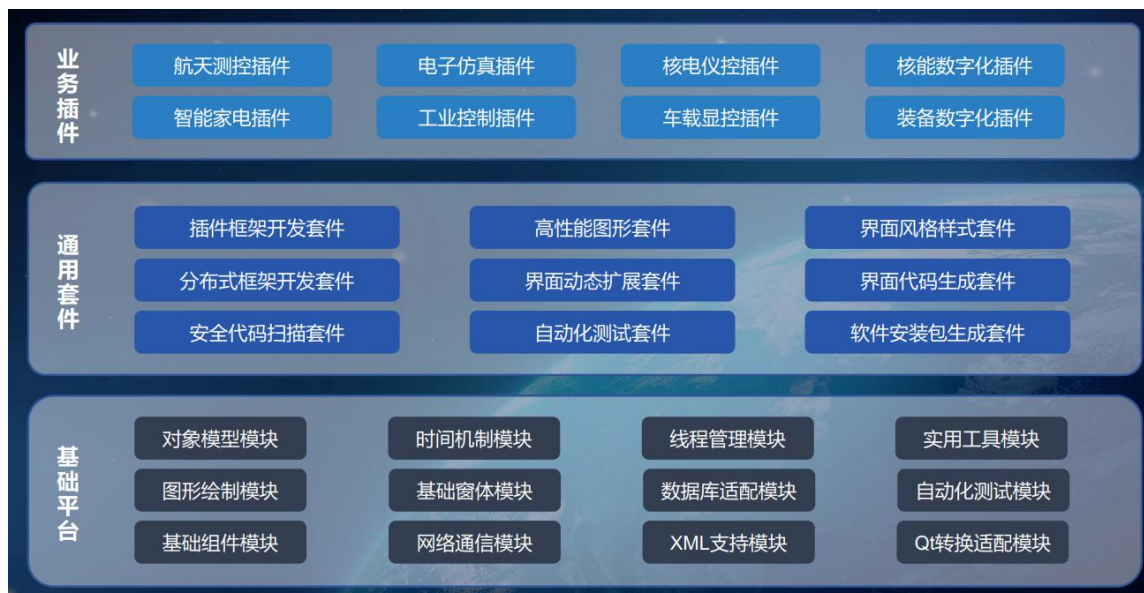 业务插件
航天测控插件
电子仿真插件
核电仪控插件
核能数字化插件
智能家电插件
工业控制插件
车载显控插件
装备数字化插件
通用套件
插件框架开发套件
高性能图形套件
界面风格样式套件
分布式框架开发套件
界面动态扩展套件
界面代码生成套件
安全代码扫描套件
自动化测试套件
软件安装包生成套件
基础平台
对象模型模块
时间机制模块
线程管理模块
实用工具模块
图形绘制模块
基础窗体模块
数据库适配模块
自动化测试模块
基础组件模块
网络通信模块
XML支持模块
Qt转换适配模块